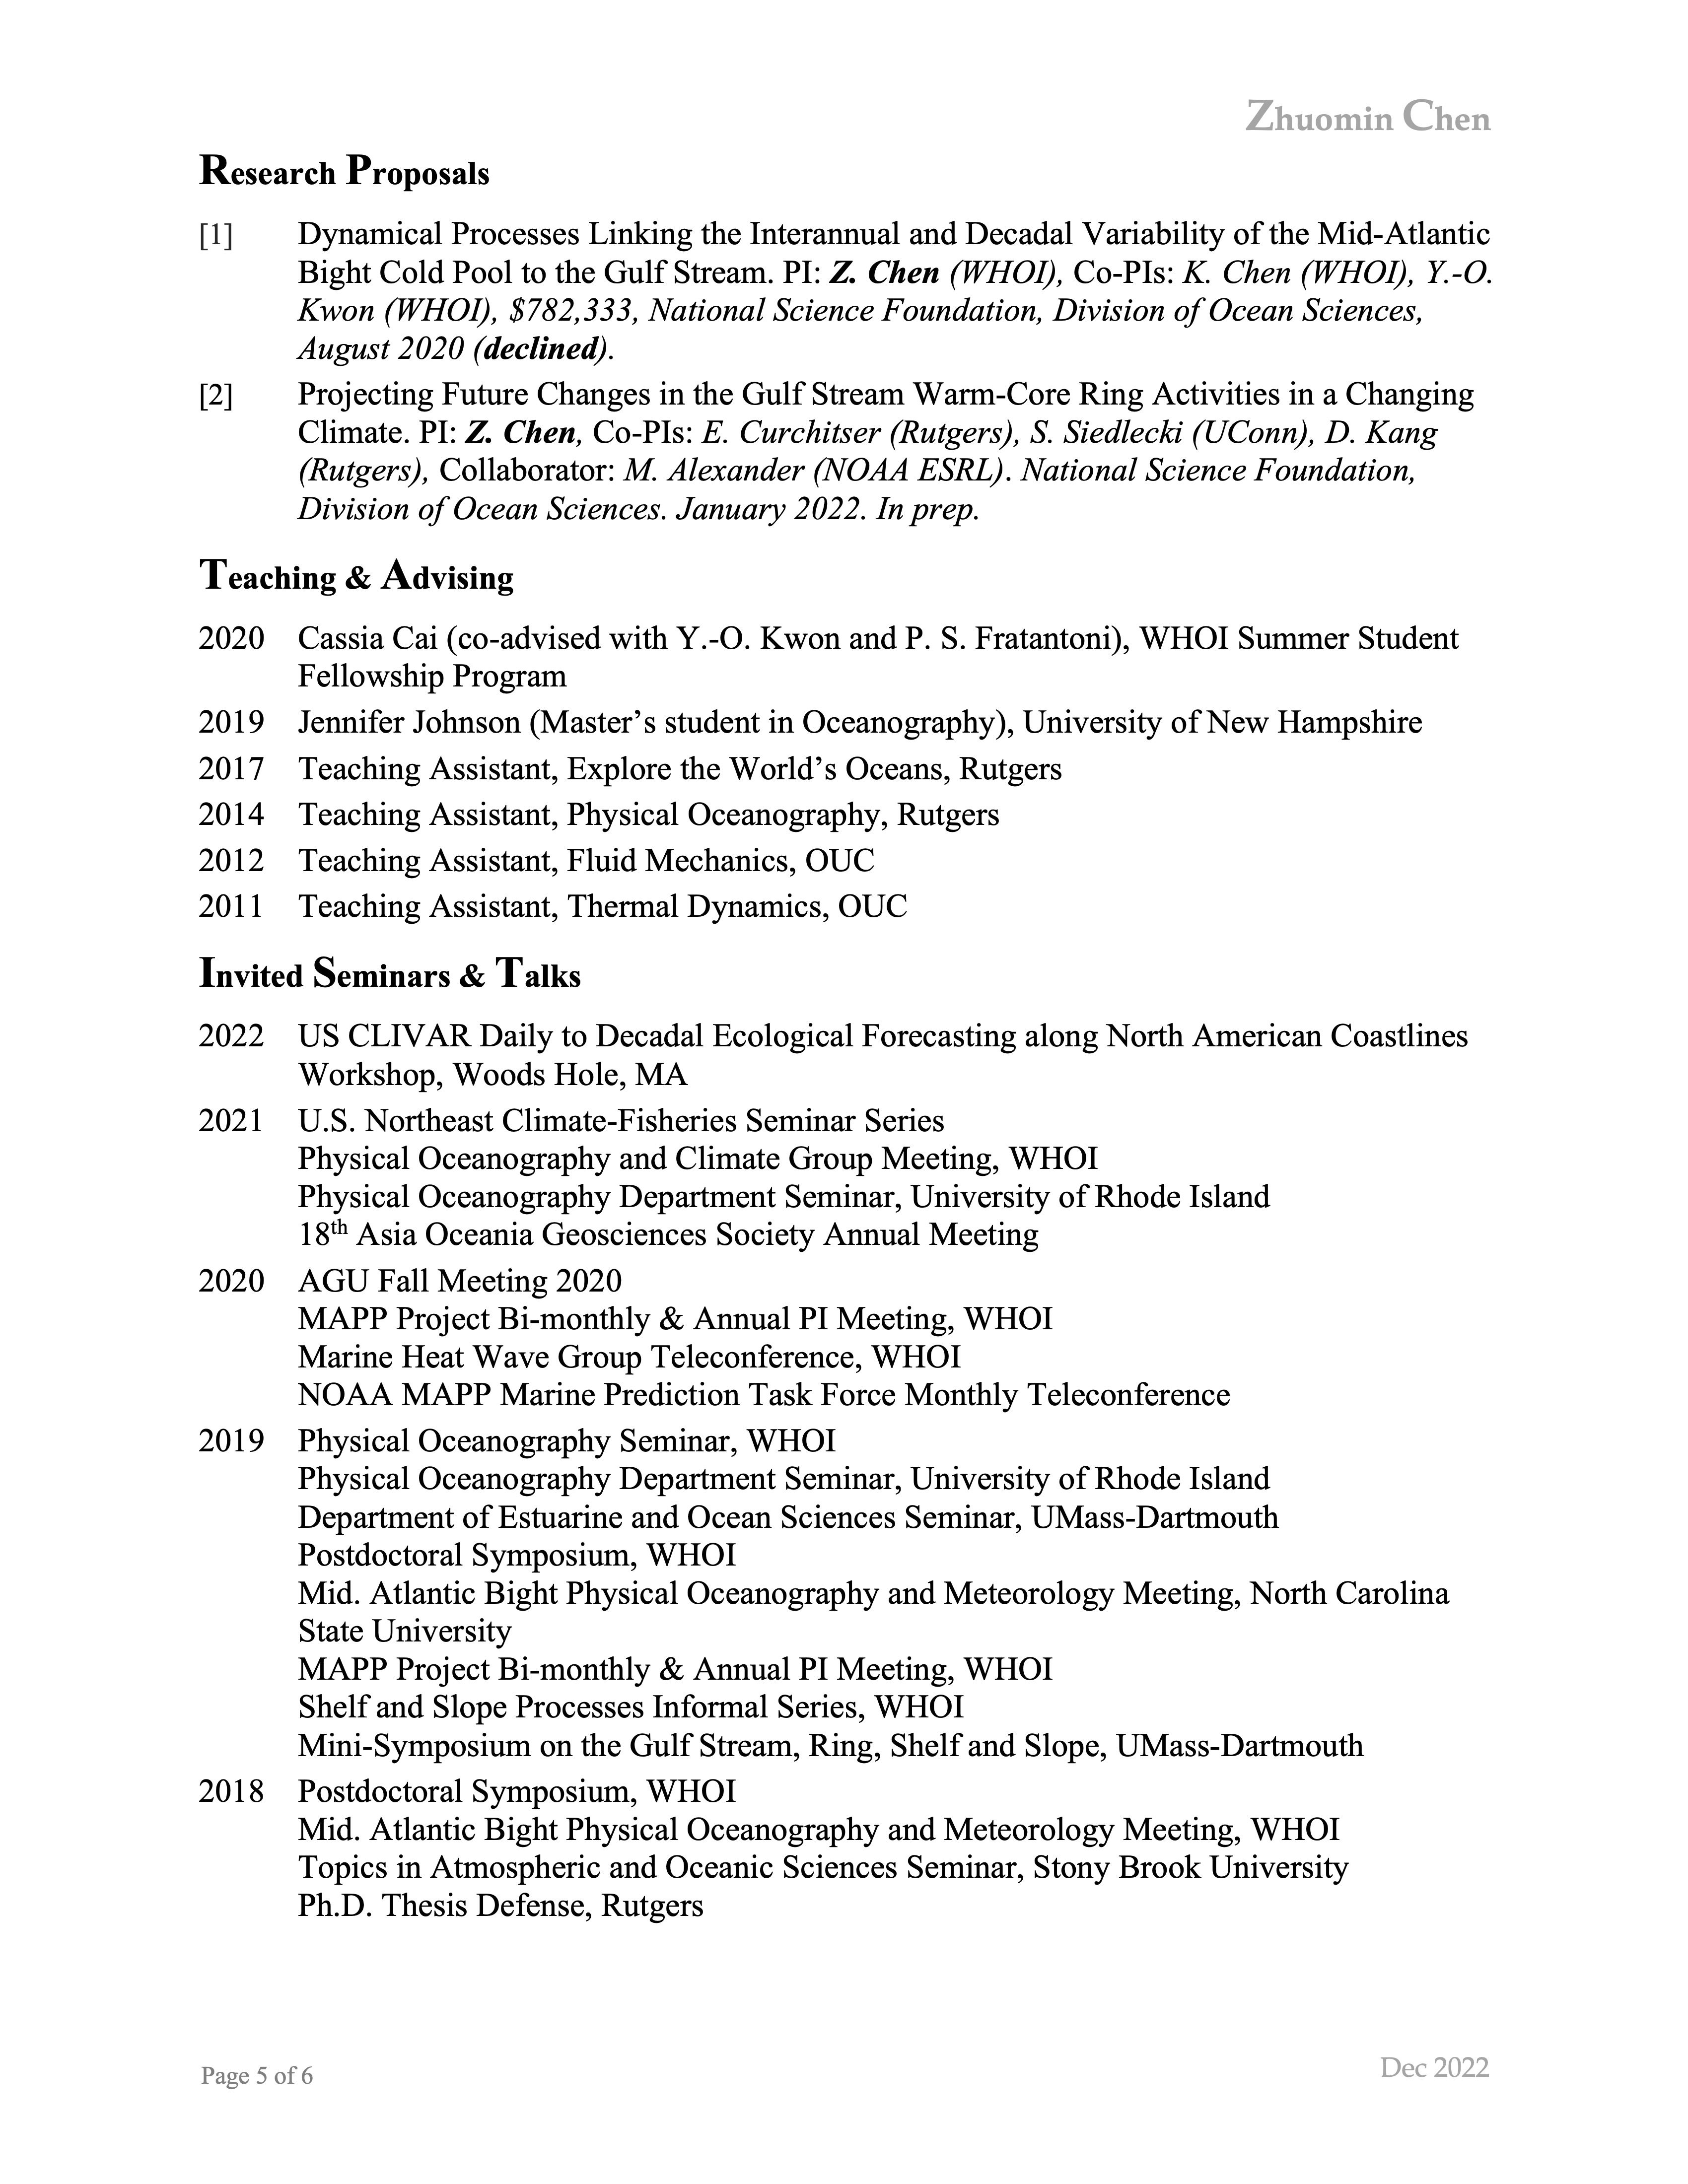 Zhuomin Chen
Research Proposals
[1] Dynamical Processes Linking the Interannual and Decadal Variability of the Mid-Atlantic
Bight Cold Pool to the Gulf Stream. PI: Z. Chen (WHOI), Co-PIs: K. Chen (WHOI), Y.-O.
Kwon (WHOI), $782,333, National Science Foundation, Division of Ocean Sciences,
August 2020 (declined).
[2] Projecting Future Changes in the Gulf Stream Warm-Core Ring Activities in a Changing
Climate. PI: Z. Chen, Co-PIs: E. Curchitser (Rutgers), S. Siedlecki (UConn), D. Kang
(Rutgers), Collaborator: M. Alexander (NOAA ESRL). National Science Foundation,
Division of Ocean Sciences. January 2022. In prep.
Teaching & Advising
2020 Cassia Cai (co-advised with Y.-O. Kwon and P. S. Fratantoni), WHOI Summer Student
Fellowship Program
2019 Jennifer Johnson (Master’s student in Oceanography), University of New Hampshire
2017 Teaching Assistant, Explore the World’s Oceans, Rutgers
2014 Teaching Assistant, Physical Oceanography, Rutgers
2012 Teaching Assistant, Fluid Mechanics, OUC
2011 Teaching Assistant, Thermal Dynamics, OUC
Invited Seminars & Talks
2022 US CLIVAR Daily to Decadal Ecological Forecasting along North American Coastlines
Workshop, Woods Hole, MA
2021 U.S. Northeast Climate-Fisheries Seminar Series
Physical Oceanography and Climate Group Meeting, WHOI
Physical Oceanography Department Seminar, University of Rhode Island
18th Asia Oceania Geosciences Society Annual Meeting
2020 AGU Fall Meeting 2020
MAPP Project Bi-monthly & Annual PI Meeting, WHOI
Marine Heat Wave Group Teleconference, WHOI
NOAA MAPP Marine Prediction Task Force Monthly Teleconference
2019 Physical Oceanography Seminar, WHOI
Physical Oceanography Department Seminar, University of Rhode Island
Department of Estuarine and Ocean Sciences Seminar, UMass-Dartmouth
Postdoctoral Symposium, WHOI
Mid. Atlantic Bight Physical Oceanography and Meteorology Meeting, North Carolina
State University
MAPP Project Bi-monthly & Annual PI Meeting, WHOI
Shelf and Slope Processes Informal Series, WHOI
Mini-Symposium on the Gulf Stream, Ring, Shelf and Slope, UMass-Dartmouth
2018 Postdoctoral Symposium, WHOI
Mid. Atlantic Bight Physical Oceanography and Meteorology Meeting, WHOI
Topics in Atmospheric and Oceanic Sciences Seminar, Stony Brook University
Ph.D. Thesis Defense, Rutgers
Page 5 of 6
Dec 2022